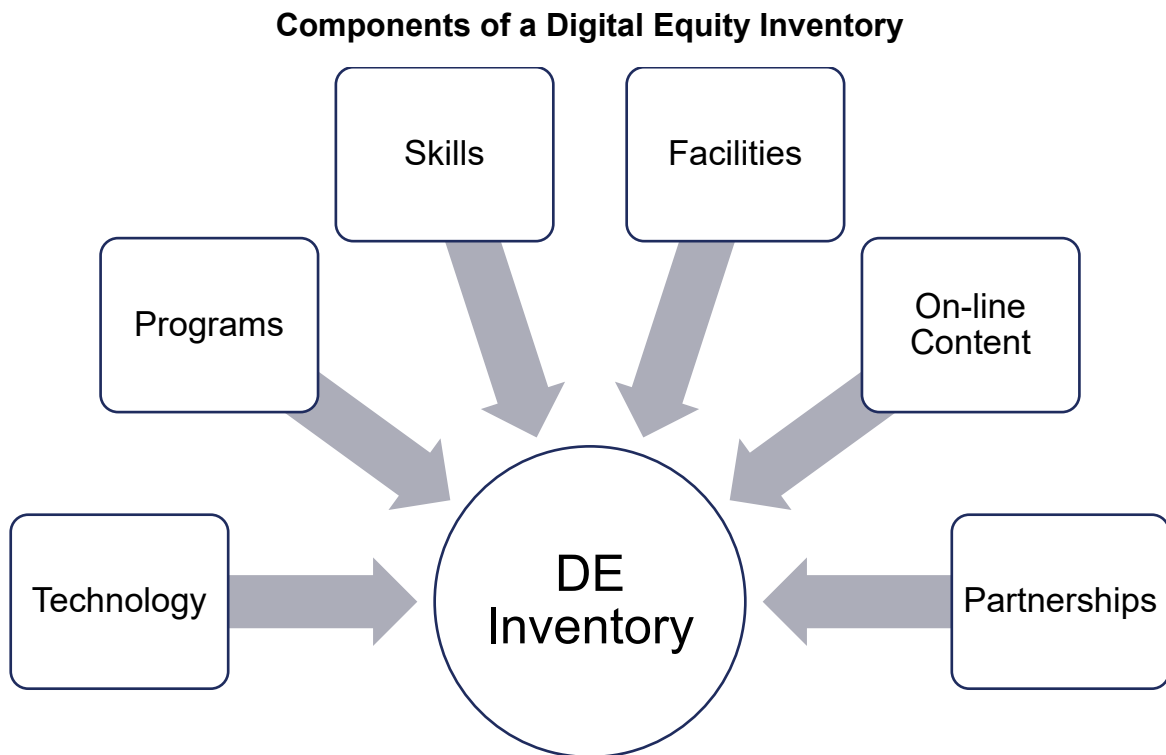 Components of a Digital Equity Inventory
Skills
Facilities
Programs
On-line
Content
Technology
DE
Inventory
Partnerships